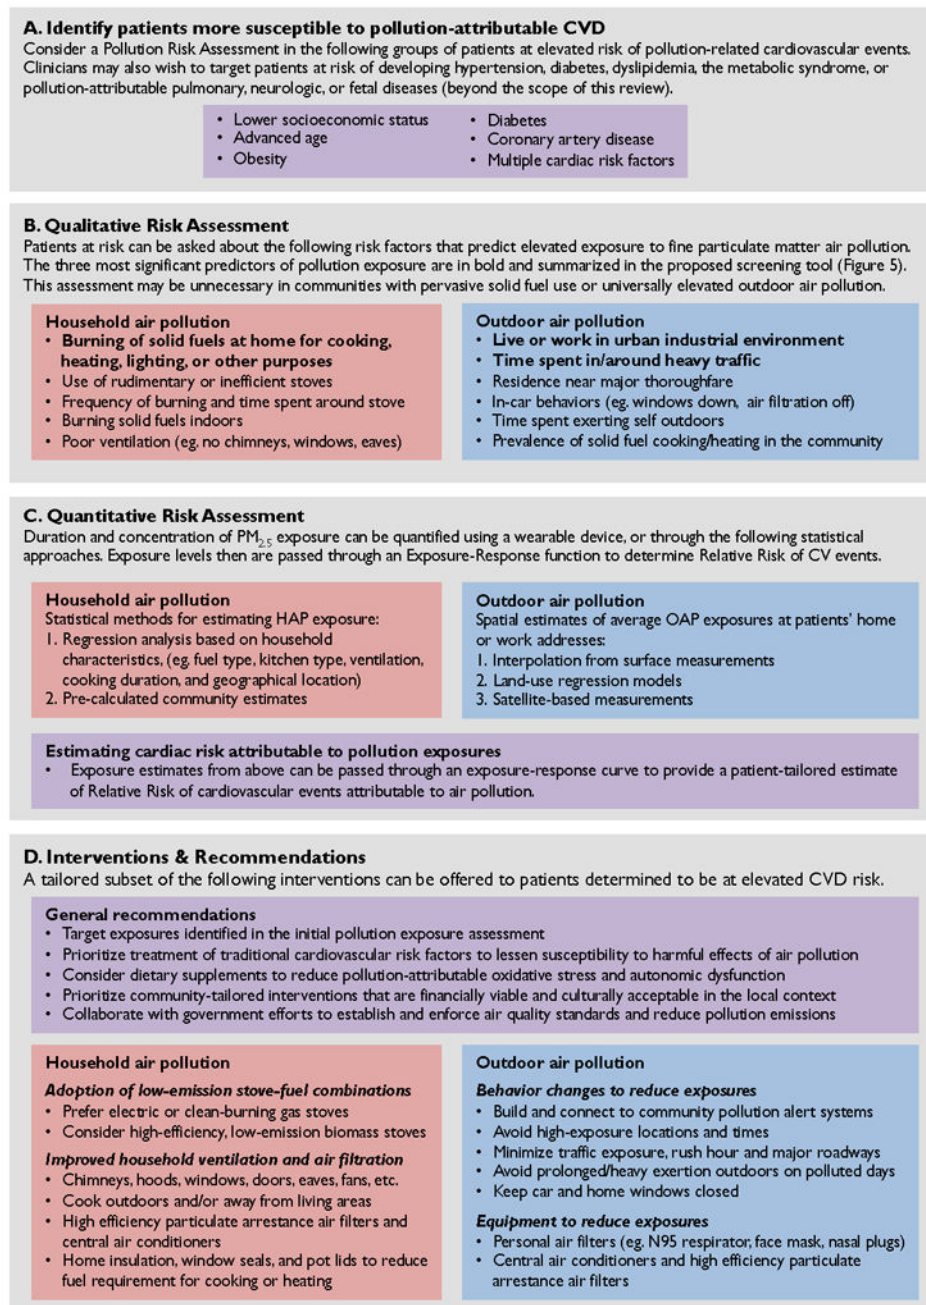 A. Identify patients more susceptible to pollution-attributable CVD
Consider a Pollution Risk Assessment in the following groups of patients at elevated risk of pollution-related cardiovascular events.
Clinicians may also wish to target patients at risk of developing hypertension, diabetes, dyslipidemia, the metabolic syndrome, or
pollution-attributable pulmonary, neurologic, or fetal diseases (beyond the scope of this review).
• Lower socioeconomic status
• Advanced age
• Obesity
• Diabetes
• Coronary artery disease
• Multiple cardiac risk factors
B. Qualitative Risk Assessment
Patients at risk can be asked about the following risk factors that predict elevated exposure to fine particulate matter air pollution.
The three most significant predictors of pollution exposure are in bold and summarized in the proposed screening tool (Figure 5).
This assessment may be unnecessary in communities with pervasive solid fuel use or universally elevated outdoor air pollution.
Household air pollution
• Burning of solid fuels at home for cooking,
heating, lighting, or other purposes
• Use of rudimentary or inefficient stoves
• Frequency of burning and time spent around stove
• Burning solid fuels indoors
• Poor ventilation (eg. no chimneys, windows, eaves)
Outdoor air pollution
• Live or work in urban industrial environment
• Time spent in/around heavy traffic
• Residence near major thoroughfare
• In-car behaviors (eg. windows down, air filtration off)
• Time spent exerting self outdoors
• Prevalence of solid fuel cooking/heating in the community
C. Quantitative Risk Assessment
Duration and concentration of PM2.5 exposure can be quantified using a wearable device, or through the following statistical
approaches. Exposure levels then are passed through an Exposure-Response function to determine Relative Risk of CV events.
Household air pollution
Statistical methods for estimating HAP exposure:
1. Regression analysis based on household
characteristics, (eg. fuel type, kitchen type, ventilation,
cooking duration, and geographical location)
2. Pre-calculated community estimates
Outdoor air pollution
Spatial estimates of average OAP exposures at patients' home
or work addresses:
1. Interpolation from surface measurements
2. Land-use regression models
3. Satellite-based measurements
Estimating cardiac risk attributable to pollution exposures
• Exposure estimates from above can be passed through an exposure-response curve to provide a patient-tailored estimate
of Relative Risk of cardiovascular events attributable to air pollution.
D. Interventions & Recommendations
A tailored subset of the following interventions can be offered to patients determined to be at elevated CVD risk.
General recommendations
• Target exposures identified in the initial pollution exposure assessment
• Prioritize treatment of traditional cardiovascular risk factors to lessen susceptibility to harmful effects of air pollution
• Consider dietary supplements to reduce pollution-attributable oxidative stress and autonomic dysfunction
• Prioritize community-tailored interventions that are financially viable and culturally acceptable in the local context
• Collaborate with government efforts to establish and enforce air quality standards and reduce pollution emissions
Household air pollution
Adoption of low-emission stove-fuel combinations
• Prefer electric or clean-burning gas stoves
• Consider high-efficiency, low-emission biomass stoves
Improved household ventilation and air filtration
• Chimneys, hoods, windows, doors, eaves, fans, etc.
• Cook outdoors and/or away from living areas
• High efficiency particulate arrestance air filters and
central air conditioners
• Home insulation, window seals, and pot lids to reduce
fuel requirement for cooking or heating
Outdoor air pollution
Behavior changes to reduce exposures
• Build and connect to community pollution alert systems
• Avoid high-exposure locations and times
• Minimize traffic exposure, rush hour and major roadways
• Avoid prolonged/heavy exertion outdoors on polluted days
• Keep car and home windows closed
Equipment to reduce exposures
• Personal air filters (eg. N95 respirator, face mask, nasal plugs)
• Central air conditioners and high efficiency particulate
arrestance air filters